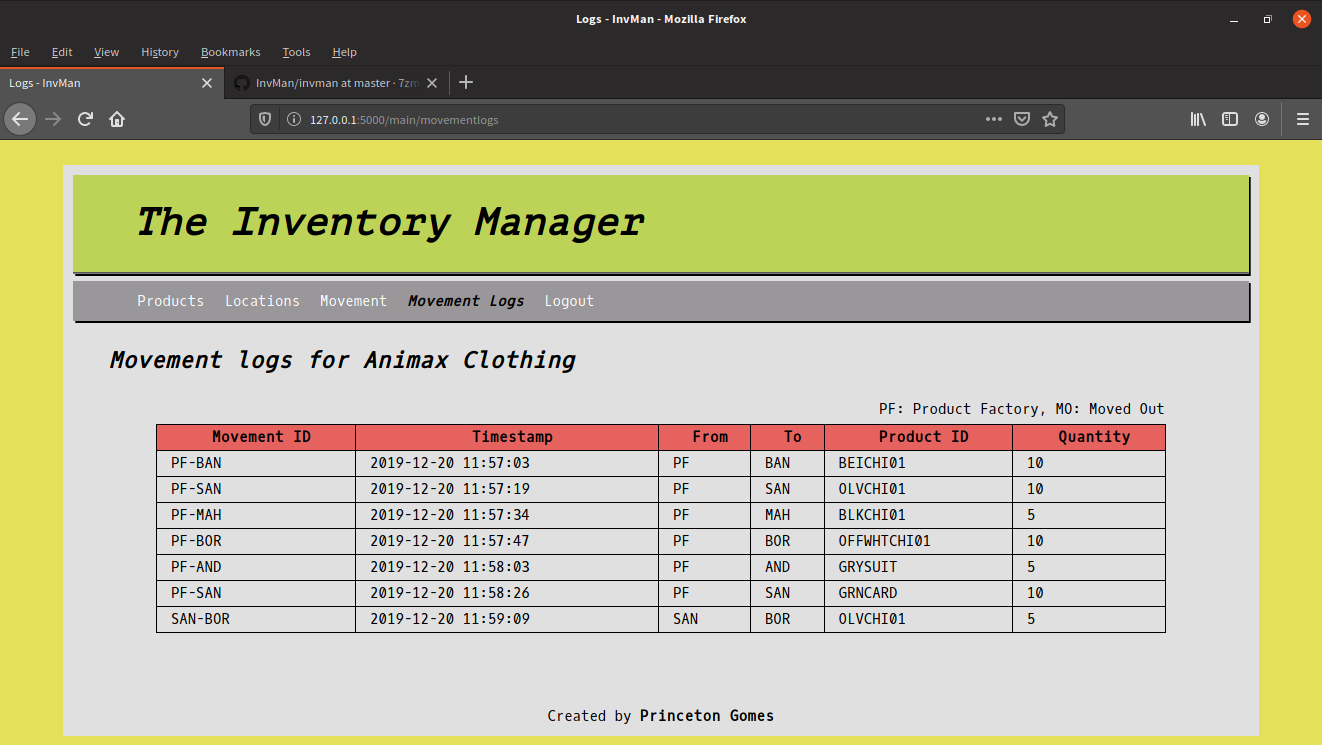 Logs - InvMan - Mozilla Firefox
File Edit View History Bookmarks Tools Help
Logs - InvMan InvMan/invman at master · 7zm
127.0.0.1:5000/main/movementlogs
The Inventory Manager
Products Locations Movement Movement Logs Logout
Movement logs for Animax Clothing
PF: Product Factory, MO: Moved Out
Movement ID Timestamp From To Product ID Quantity
PF-BAN 2019-12-20 11:57:03 PF BAN BEICHI01 10
PF-SAN 2019-12-20 11:57:19 PF SAN OLVCHI01 10
PF-MAH 2019-12-20 11:57:34 PF MAH BLKCHI01 5
PF-BOR 2019-12-20 11:57:47 PF BOR OFFWHTCHI01 10
PF-AND 2019-12-20 11:58:03 PF AND GRYSUIT 5
PF-SAN 2019-12-20 11:58:26 PF SAN GRNCARD 10
SAN-BOR 2019-12-20 11:59:09 SAN BOR OLVCHI01 5
Created by Princeton Gomes